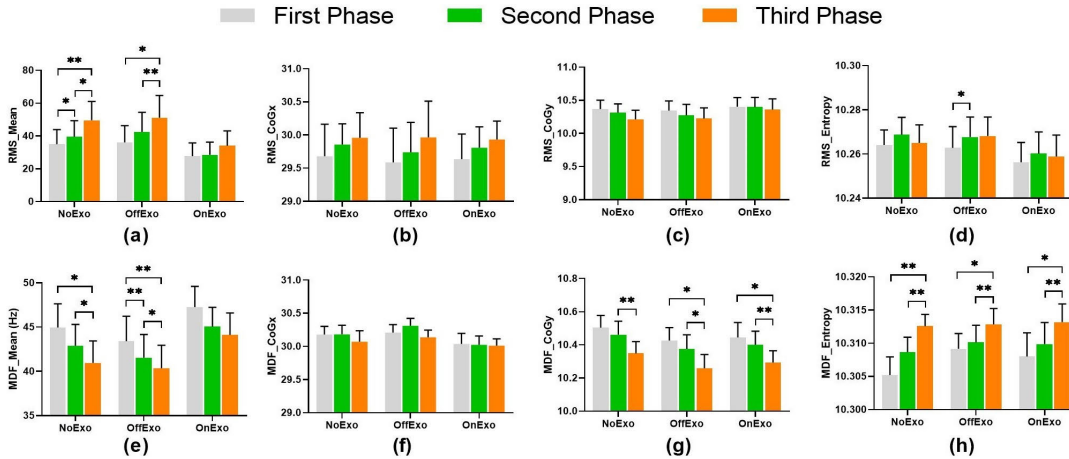 First Phase Second Phase Third Phase
RMS_Mean
80
60
40
20
0
** * *
* **
NoExo OffExo OnExo
(a)
RMS_CoGx
31.0
30.5
30.0
29.5
29.0
NoExo OffExo OnExo
(b)
RMS_CoGy
11.5
11.0
10.5
10.0
9.5
9.0
NoExo OffExo OnExo
(c)
RMS_Entropy
10.30
10.28
10.26
10.24
*
NoExo OffExo OnExo
(d)
MDF_Mean (Hz)
50
45
40
35
* *
** ** *
NoExo OffExo OnExo
(e)
MDF_CoGx
31.0
30.5
30.0
29.5
29.0
NoExo OffExo OnExo
(f)
MDF_CoGy
10.8
10.6
10.4
10.2
10.0
** * * * **
NoExo OffExo OnExo
(g)
MDF_Entropy
10.320
10.315
10.310
10.305
10.300
** * *
** ** **
NoExo OffExo OnExo
(h)